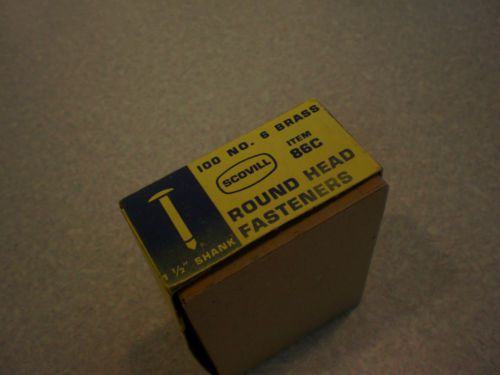 100 NO. 6 BRASS
SCOVILL
ITEM
86C
ROUND HEAD
FASTENERS
1 1/2" SHANK